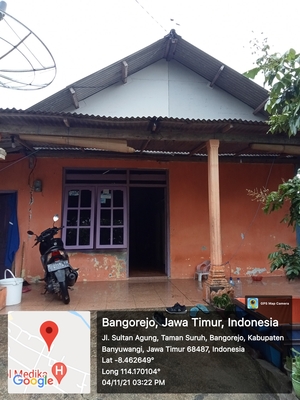 GPS Map Camera
Bangorejo, Jawa Timur, Indonesia
Jl. Sultan Agung, Taman Suruh, Bangorejo, Kabupaten
Banyuwangi, Jawa Timur 68487, Indonesia
Lat -8.462649°
Long 114.170104°
04/11/21 03:22 PM
l Medika
Google